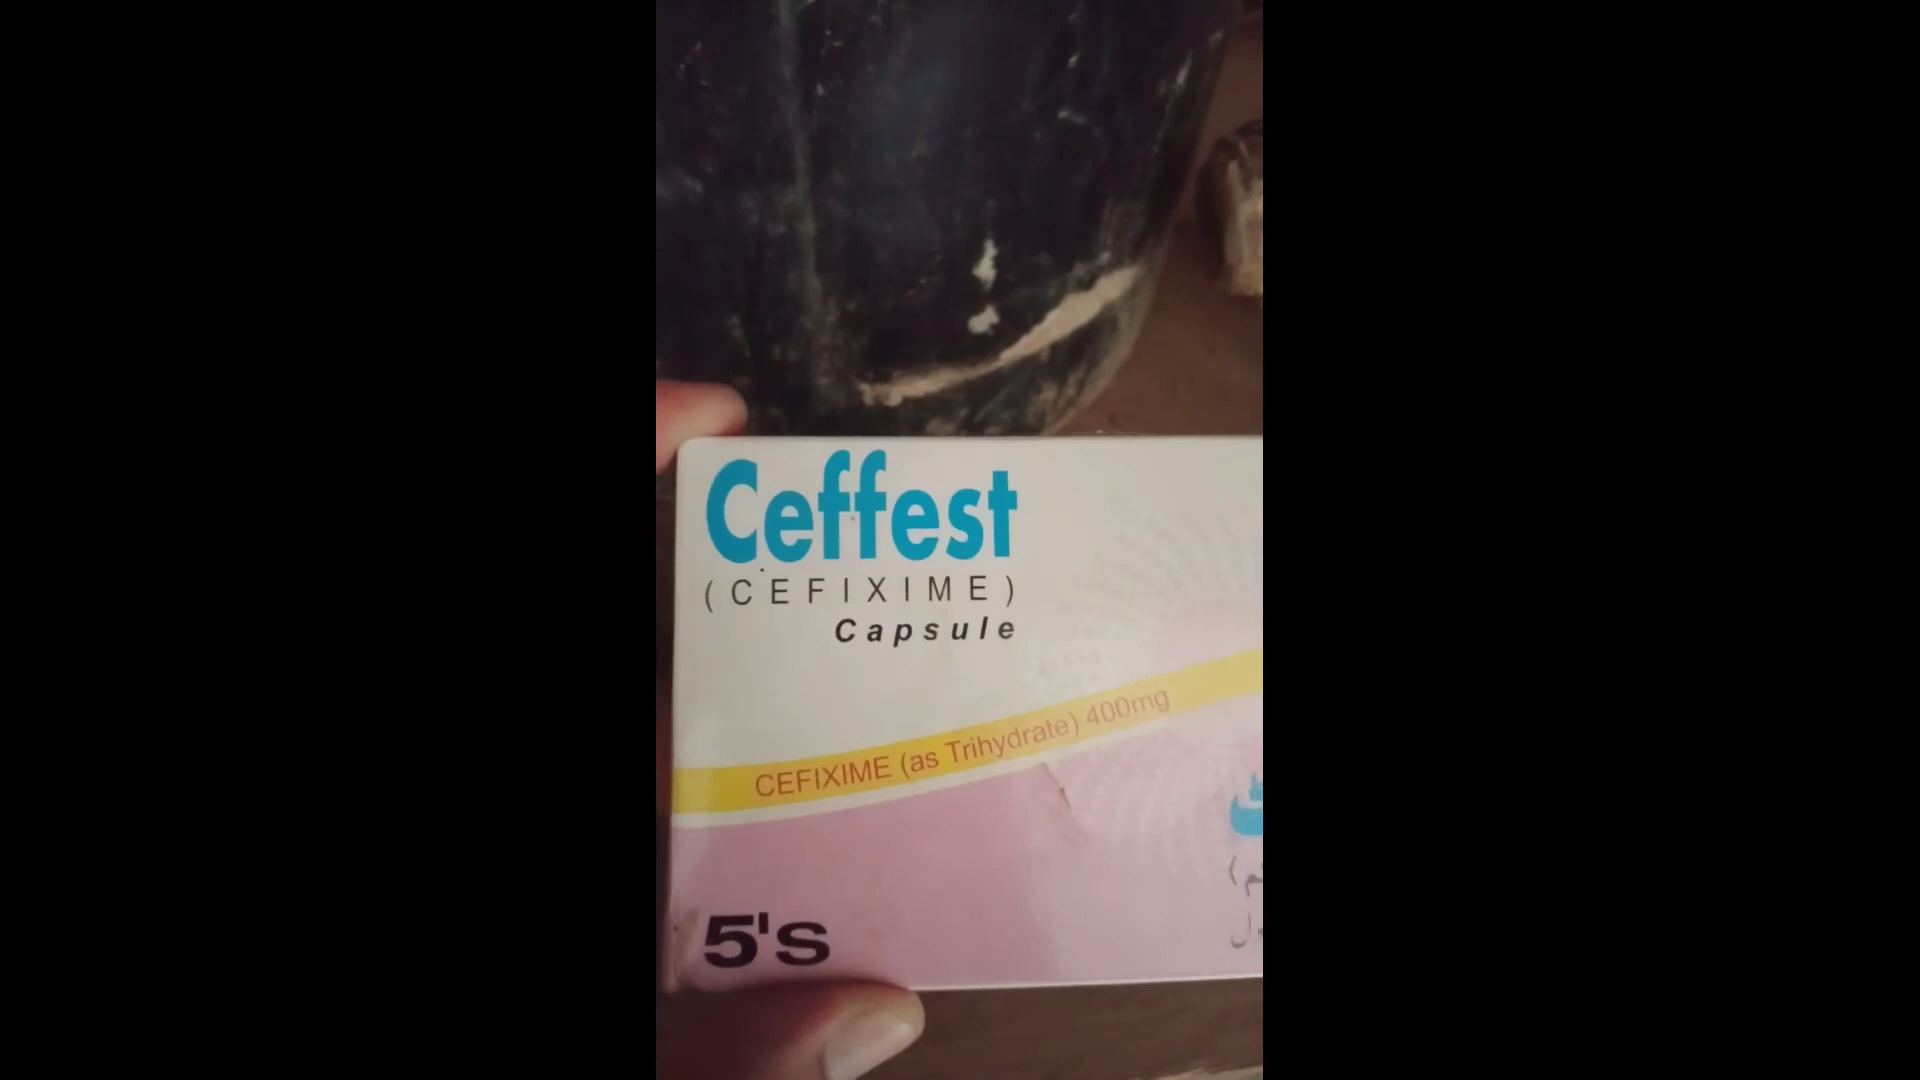 Ceffest
(CEFIXIME)
Capsule
CEFIXIME (as Trihydrate) 400mg
5's